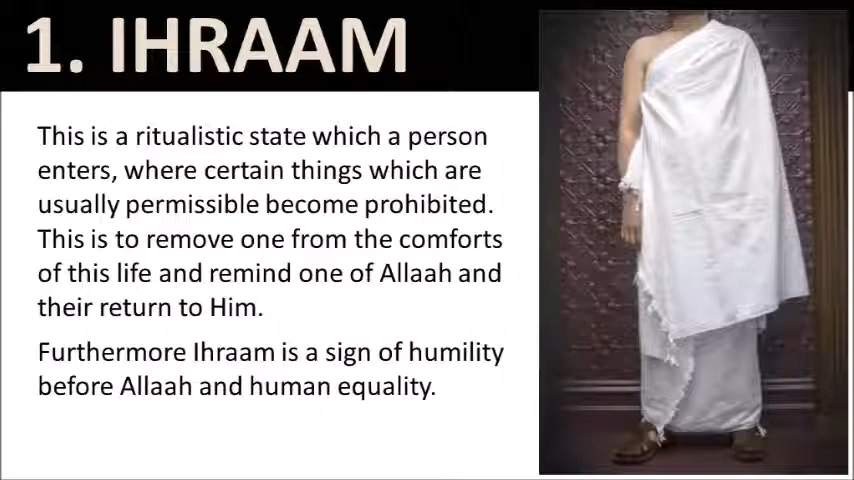 1. IHRAAM
This is a ritualistic state which a person
enters, where certain things which are
usually permissible become prohibited.
This is to remove one from the comforts
of this life and remind one of Allaah and
their return to Him.
Furthermore Ihraam is a sign of humility
before Allaah and human equality.